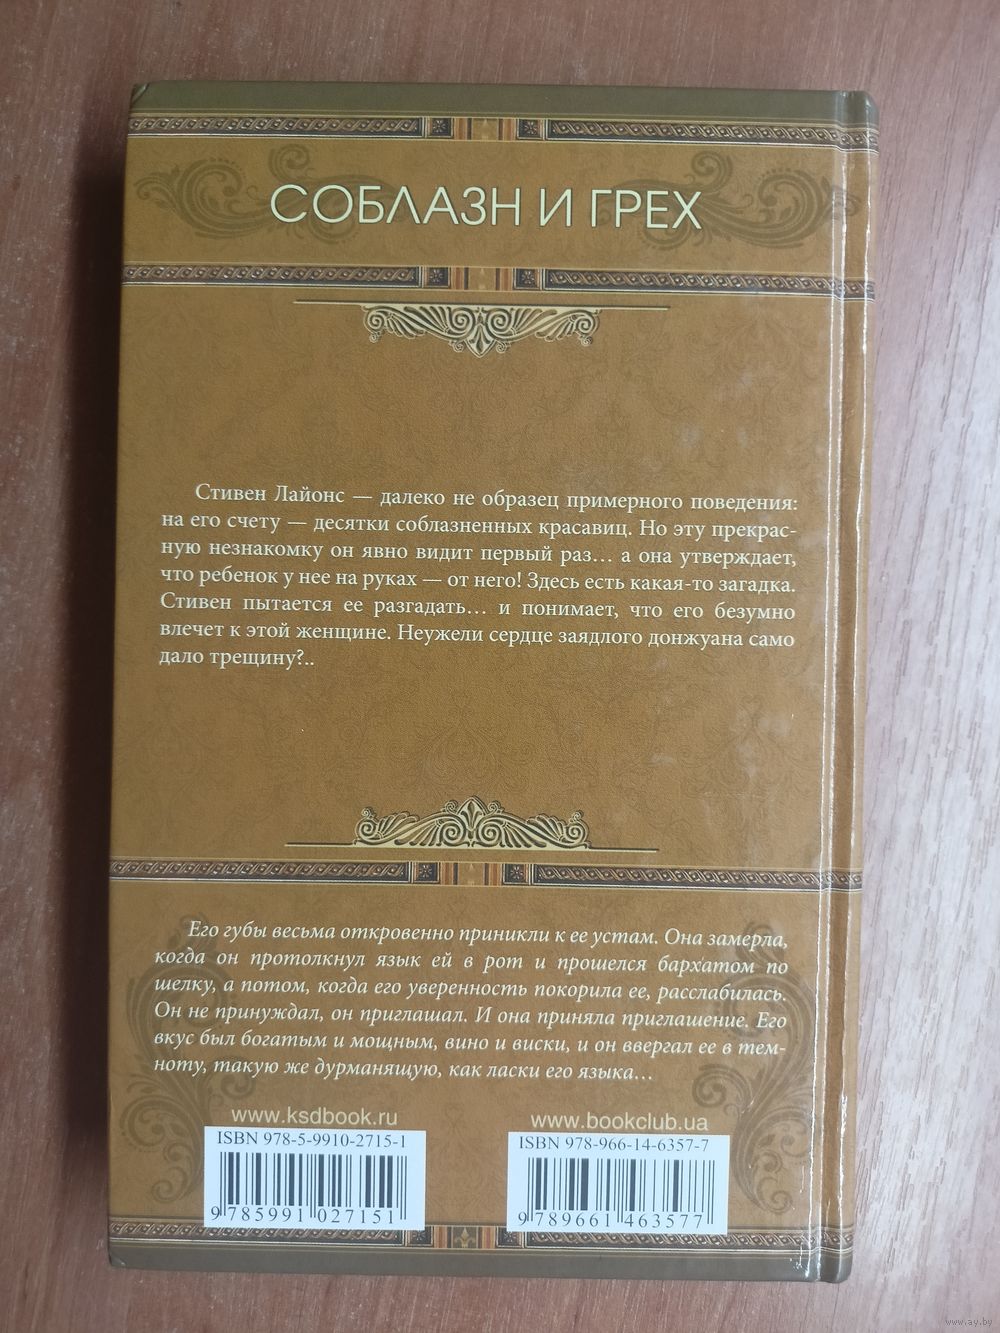 СОБЛАЗН И ГРЕХ
Стивен Лайонс — далеко не образец примерного поведения:
на его счету — десятки соблазненных красавиц. Но эту прекрас-
ную незнакомку он явно видит первый раз… а она утверждает,
что ребенок у нее на руках — от него! Здесь есть какая-то загадка.
Стивен пытается ее разгадать… и понимает, что его безумно
влечет к этой женщине. Неужели сердце заядлого донжуана само
дало трещину?..
Его губы весьма откровенно приникли к ее устам. Она замерла,
когда он протолкнул язык ей в рот и прошелся бархатом по
шелку, а потом, когда его уверенность покорила ее, расслабилась.
Он не принуждал, он приглашал. И она приняла приглашение. Его
вкус был богатым и мощным, вино и виски, и он ввергал ее в тем-
ноту, такую же дурманящую, как ласки его языка…
www.ksdbook.ru
www.bookclub.ua
ISBN 978-5-9910-2715-1
ISBN 978-966-14-6357-7
9 785991 027151
9 789661 463577
www.ay.by